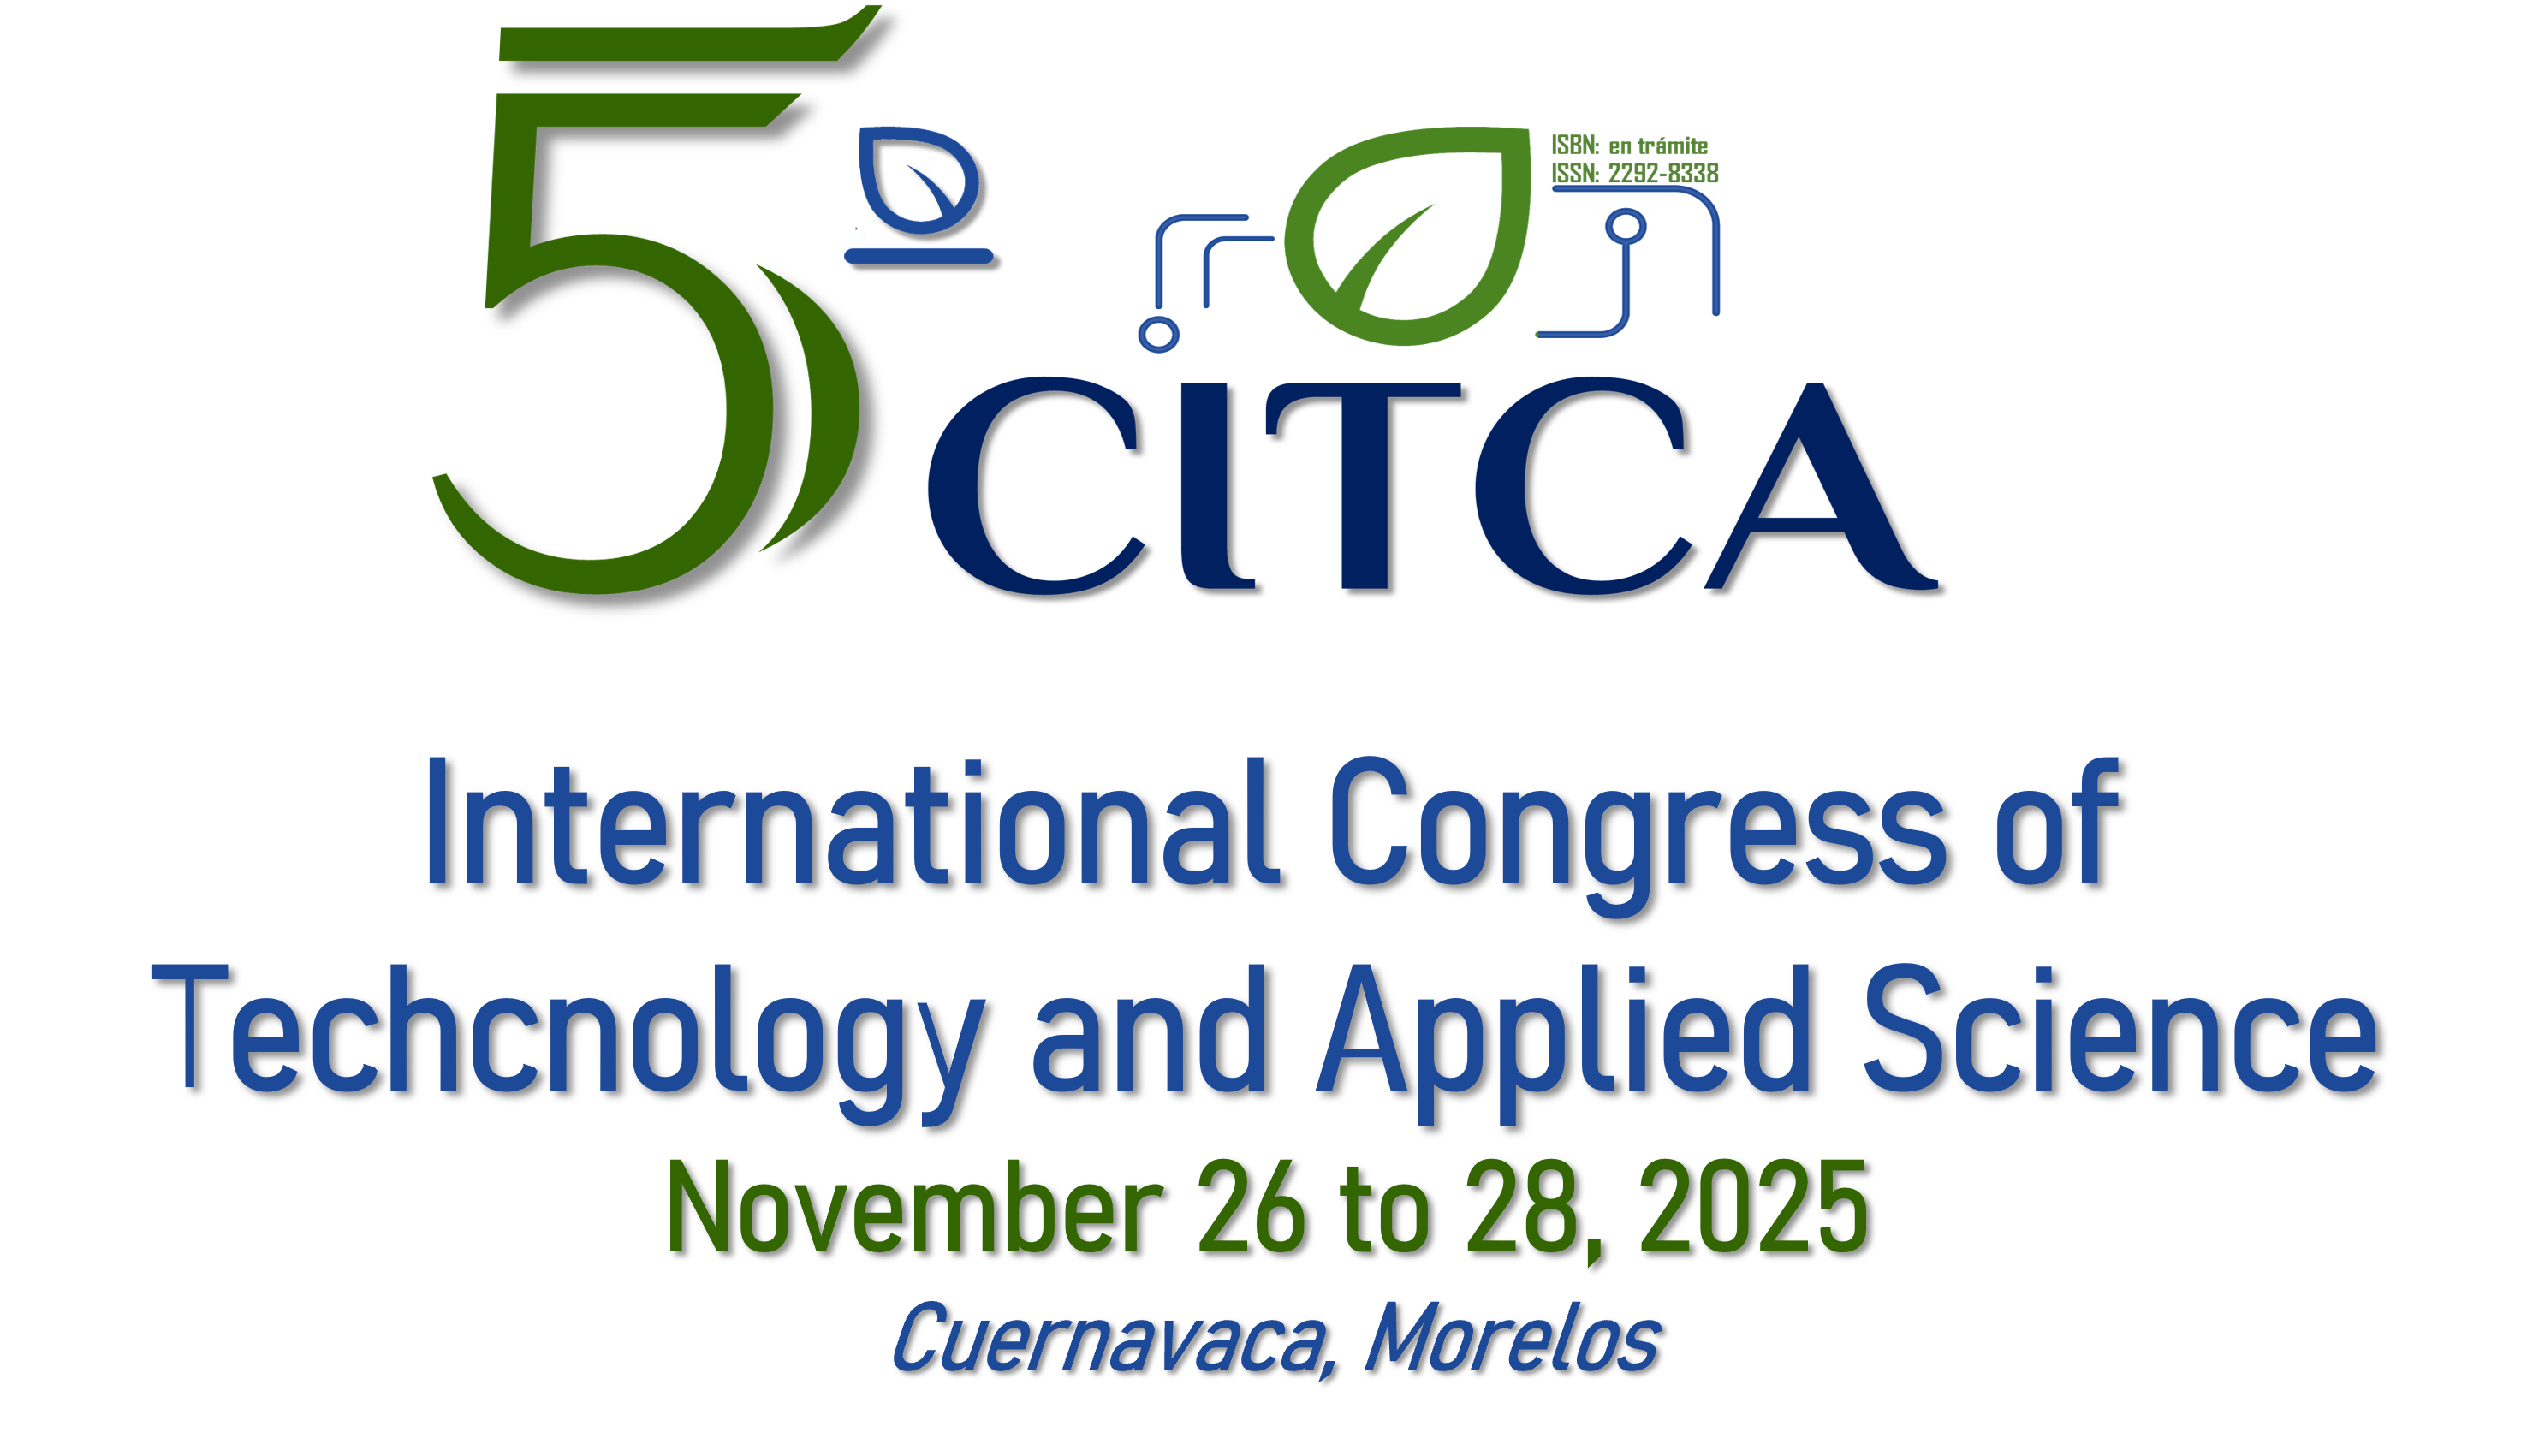 5
ISBN: en trámite
ISSN: 2292-8338
CITCA
International Congress of
Techcnology and Applied Science
November 26 to 28, 2025
Cuernavaca, Morelos